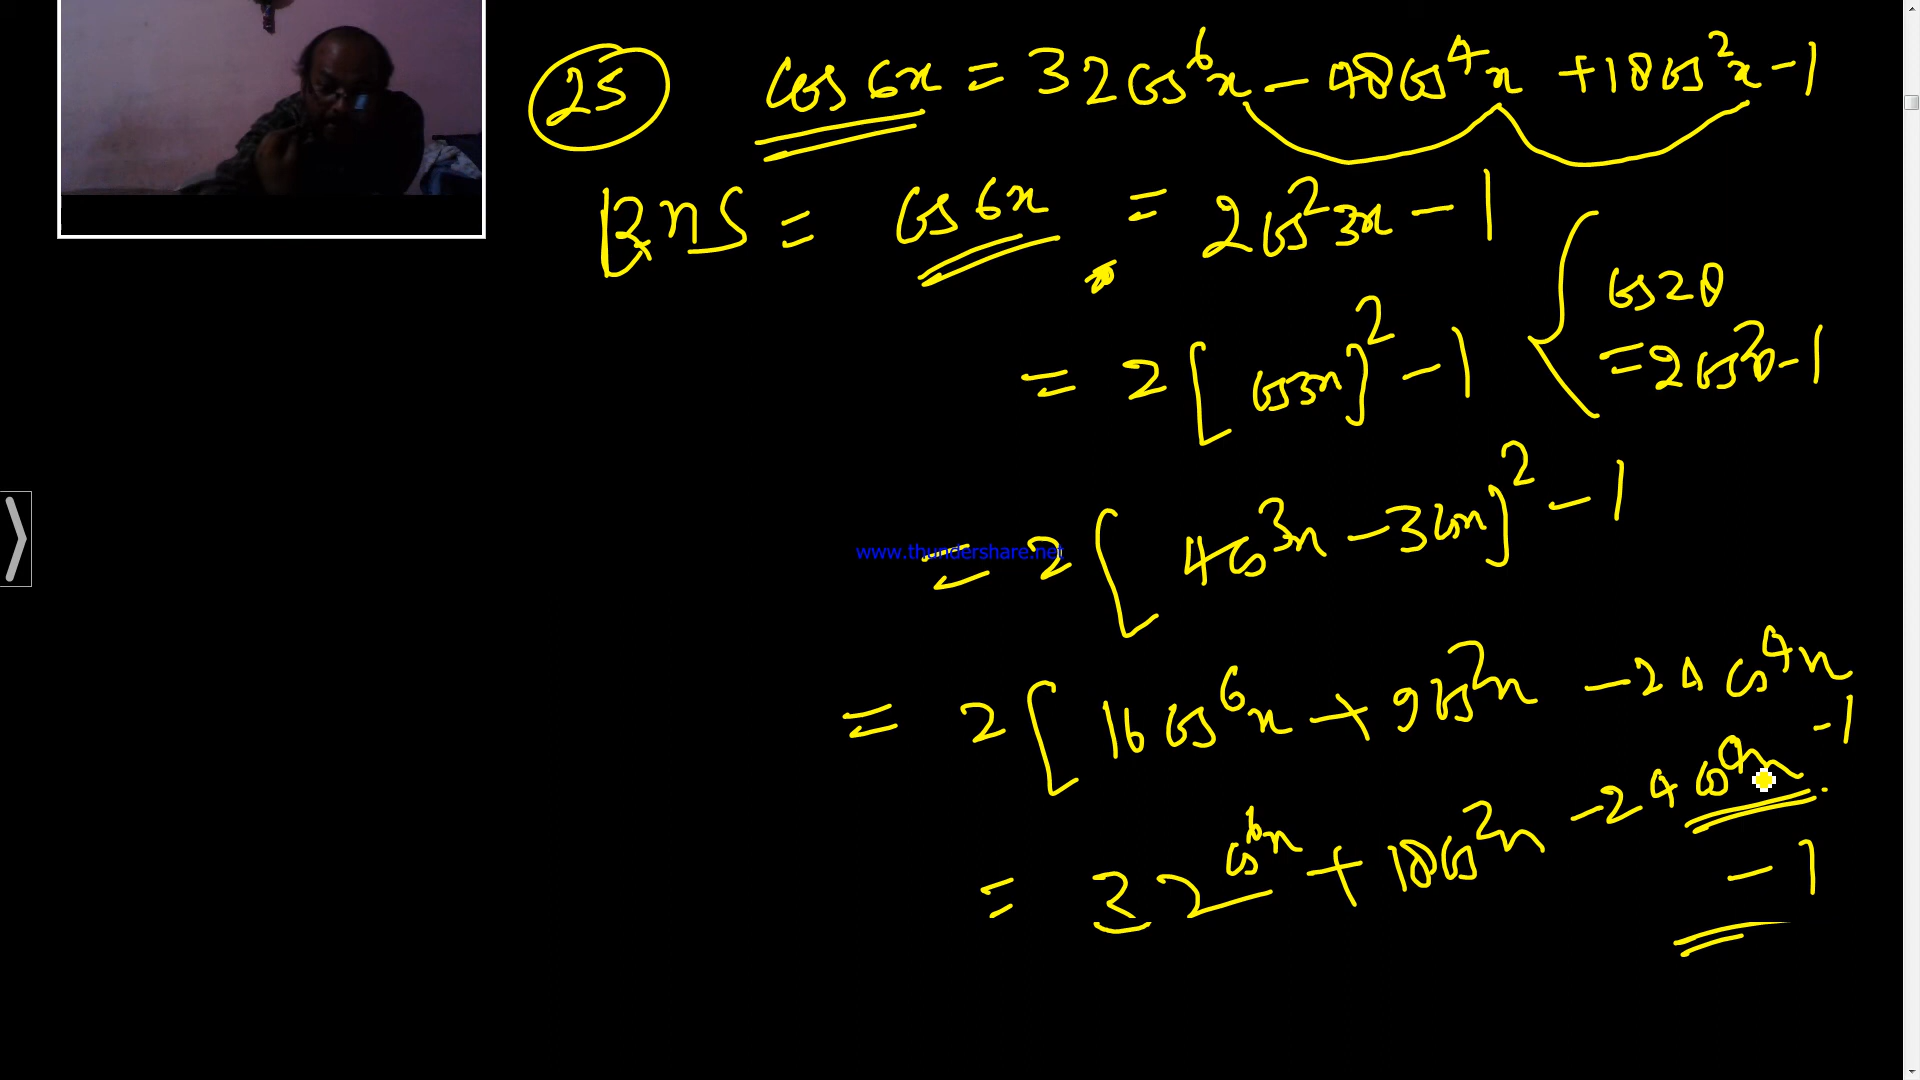 25 cos 6x = 32 cos⁶x − 48 cos⁴x + 18 cos²x − 1
RHS = cos 6x = 2 cos²3x − 1
cos 2θ
= 2 [cos 3x]² − 1
= 2 cos²θ − 1
= 2 [ 4 cos³x − 3 cos x]² − 1
www.thundershare.net
= 2 [ 16 cos⁶x + 9 cos²x − 24 cos⁴x
− 1
= 32 cos⁶x + 18 cos²x − 24 cos⁴x
− 1